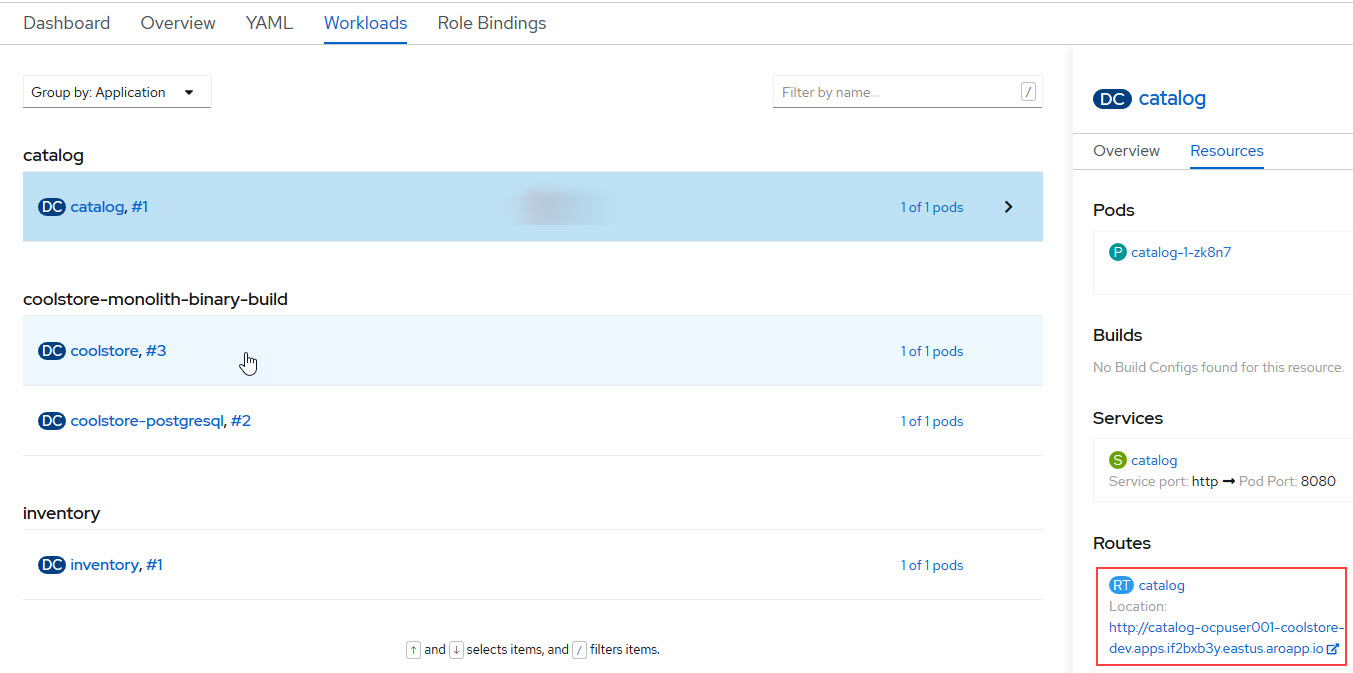 Dashboard Overview YAML Workloads Role Bindings
Group by: Application
Filter by name... /
catalog
DC catalog, #1 1 of 1 pods
coolstore-monolith-binary-build
DC coolstore, #3 1 of 1 pods
DC coolstore-postgresql, #2 1 of 1 pods
inventory
DC inventory, #1 1 of 1 pods
↑ and ↓ selects items, and / filters items.
DC catalog
Overview Resources
Pods
P catalog-1-zk8n7
Builds
No Build Configs found for this resource.
Services
S catalog
Service port: http → Pod Port: 8080
Routes
RT catalog
Location:
http://catalog-ocpuser001-coolstore-
dev.apps.if2bxb3y.eastus.aroapp.io